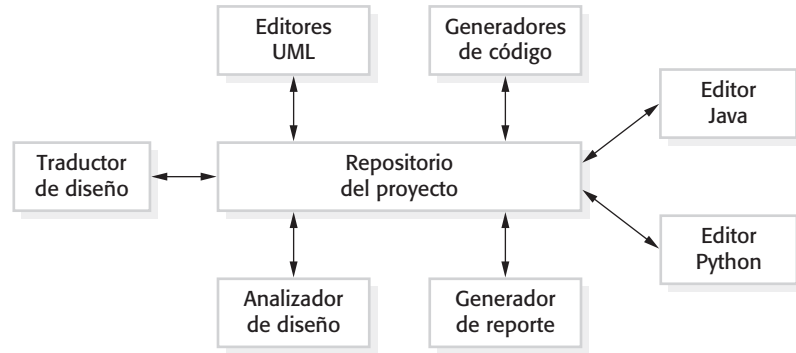 Editores
UML
Generadores
de código
Editor
Java
Traductor
de diseño
Repositorio
del proyecto
Editor
Python
Analizador
de diseño
Generador
de reporte